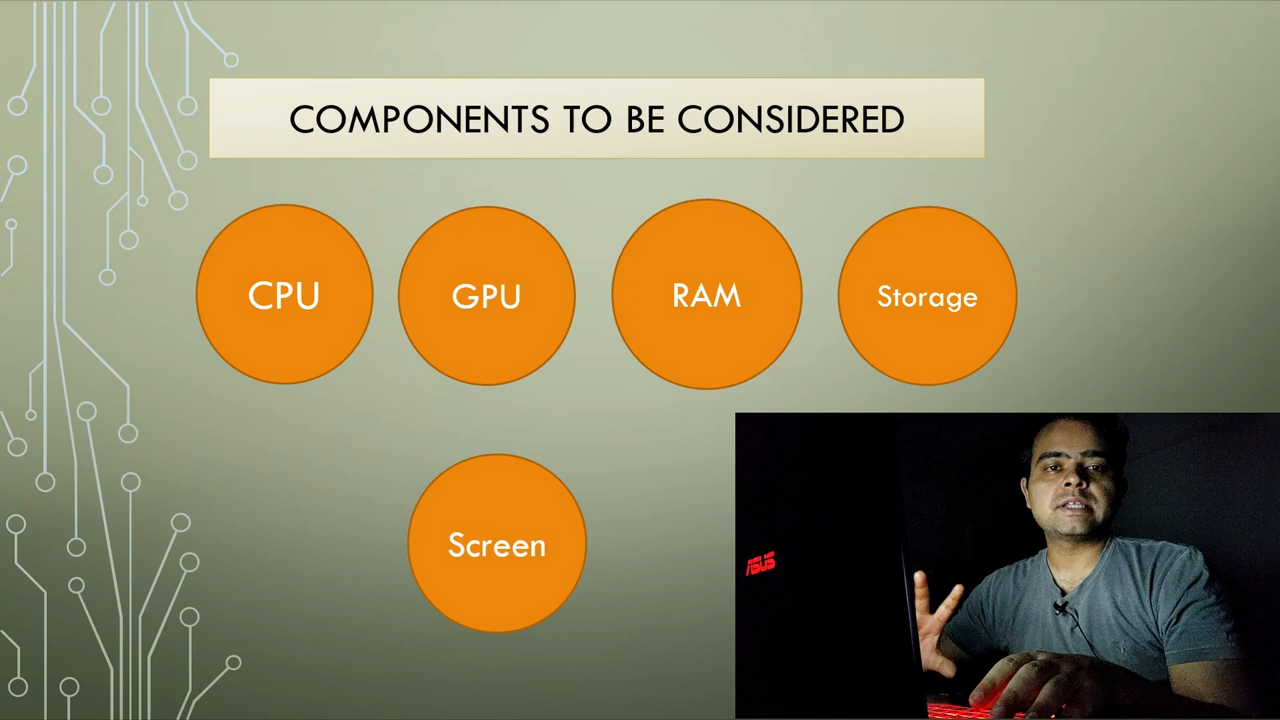 COMPONENTS TO BE CONSIDERED
CPU
GPU
RAM
Storage
Screen
ASUS